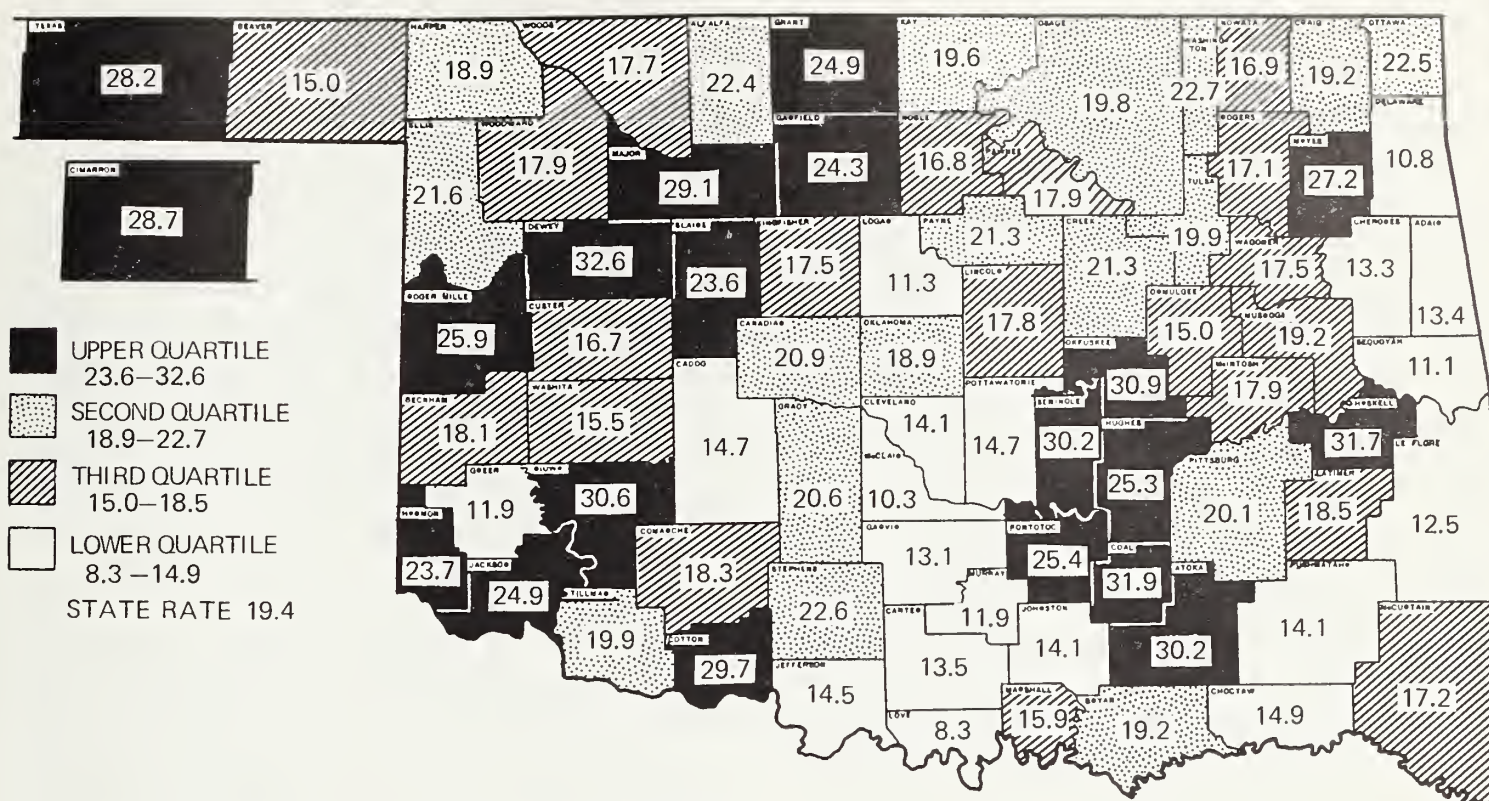 TEXAS
BEAVER
HARPER
WOODS
ALFALFA
GRANT
KAY
OSAGE
WASHING
TON
NOWATA
CRAIG
OTTAWA
28.2
15.0
18.9
17.7
22.4
24.9
19.6
19.8
22.7
16.9
19.2
22.5
ELLIS
WOODWARD
MAJOR
GARFIELD
NOBLE
PAWNEE
TULSA
ROGERS
MAYES
DELAWARE
21.6
17.9
29.1
24.3
16.8
17.9
17.1
27.2
10.8
CIMARRON
28.7
DEWEY
BLAINE
KINGFISHER
LOGAN
PAYNE
CREEK
WAGONER
CHEROKEE
ADAIR
32.6
23.6
17.5
11.3
21.3
21.3
19.9
17.5
13.3
13.4
ROGER MILLS
CUSTER
CANADIAN
OKLAHOMA
LINCOLN
OKMULGEE
MUSKOGEE
SEQUOYAH
25.9
16.7
20.9
18.9
17.8
15.0
19.2
11.1
UPPER QUARTILE
23.6–32.6
SECOND QUARTILE
18.9–22.7
THIRD QUARTILE
15.0–18.5
LOWER QUARTILE
8.3 –14.9
STATE RATE 19.4
BECKHAM
WASHITA
CADDO
GRADY
CLEVELAND
POTTAWATOMIE
SEMINOLE
OKFUSKEE
HUGHES
McINTOSH
HASKELL
LE FLORE
18.1
15.5
14.7
20.6
14.1
14.7
30.2
30.9
25.3
17.9
31.7
12.5
GREER
KIOWA
McCLAIN
PITTSBURG
LATIMER
11.9
30.6
10.3
20.1
18.5
HARMON
JACKSON
COMANCHE
GARVIN
PONTOTOC
COAL
ATOKA
PUSHMATAHA
McCURTAIN
23.7
24.9
18.3
13.1
25.4
31.9
30.2
14.1
17.2
TILLMAN
COTTON
STEPHENS
CARTER
MURRAY
JOHNSTON
19.9
29.7
22.6
13.5
11.9
14.1
JEFFERSON
LOVE
MARSHALL
BRYAN
CHOCTAW
14.5
8.3
15.9
19.2
14.9